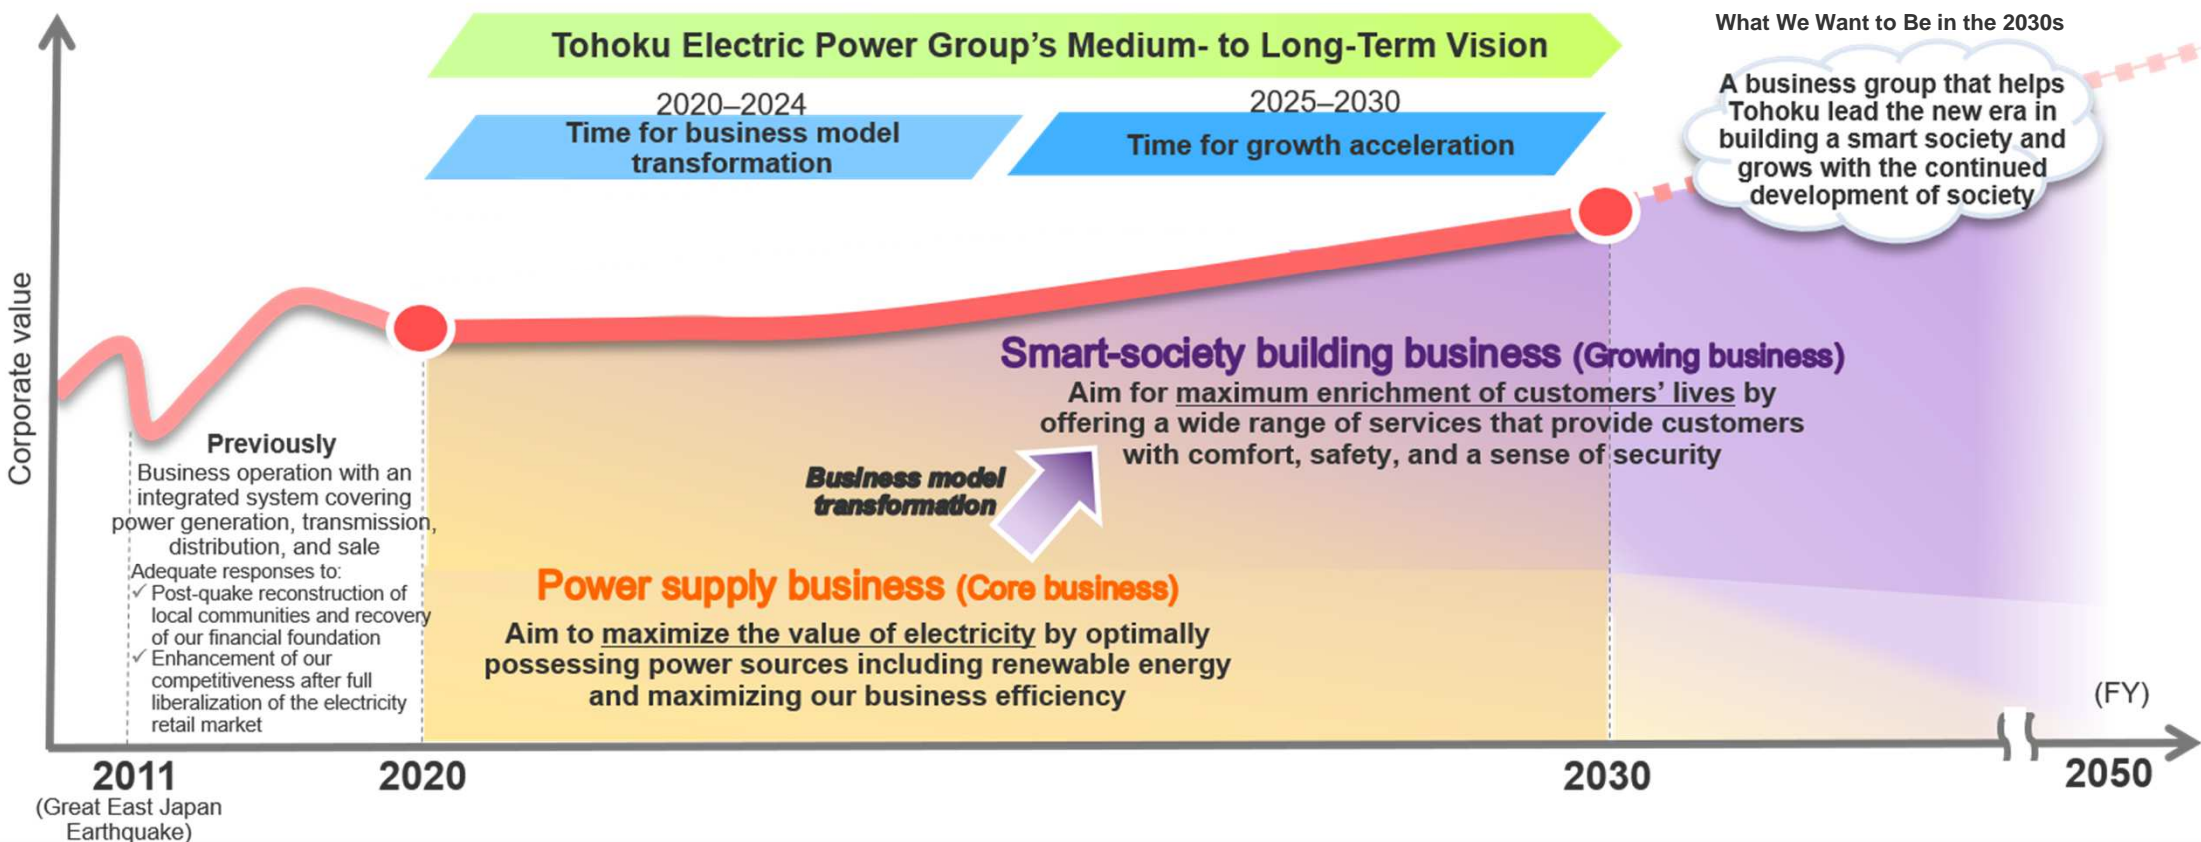 What We Want to Be in the 2030s
Tohoku Electric Power Group’s Medium- to Long-Term Vision
A business group that helps
Tohoku lead the new era in
building a smart society and
grows with the continued
development of society
2020–2024
Time for business model
transformation
2025–2030
Time for growth acceleration
Corporate value
Smart-society building business (Growing business)
Aim for maximum enrichment of customers’ lives by
offering a wide range of services that provide customers
with comfort, safety, and a sense of security
Business model
transformation
Previously
Business operation with an
integrated system covering
power generation, transmission,
distribution, and sale
Adequate responses to:
✓ Post-quake reconstruction of
local communities and recovery
of our financial foundation
✓ Enhancement of our
competitiveness after full
liberalization of the electricity
retail market
Power supply business (Core business)
Aim to maximize the value of electricity by optimally
possessing power sources including renewable energy
and maximizing our business efficiency
(FY)
2011
(Great East Japan
Earthquake)
2020
2030
2050